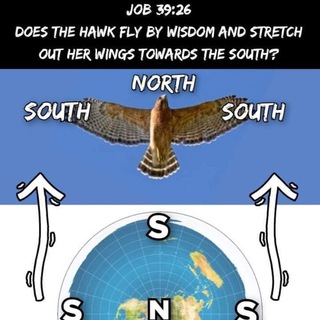 JOB 39:26
DOES THE HAWK FLY BY WISDOM AND STRETCH
OUT HER WINGS TOWARDS THE SOUTH?
NORTH
SOUTH SOUTH
S
S N S